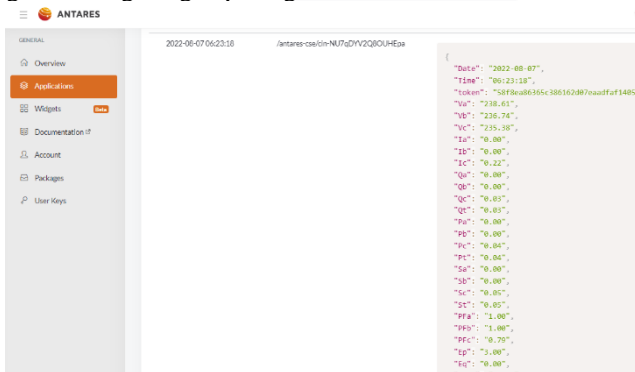 ANTARES
GENERAL
Overview
Applications
Widgets Beta
Documentation
Account
Packages
User Keys
2022-08-07 06:23:18 /antares-cse/cin-NU7qDYV2Q8OUHEpa
{
"Date": "2022-08-07",
"Time": "06:23:18",
"token": "58f8ea86365c386162d07eaadfaf1405
"Va": "238.61",
"Vb": "236.74",
"Vc": "235.38",
"Ia": "0.00",
"Ib": "0.00",
"Ic": "0.22",
"Qa": "0.00",
"Qb": "0.00",
"Qc": "0.03",
"Qt": "0.03",
"Pa": "0.00",
"Pb": "0.00",
"Pc": "0.04",
"Pt": "0.04",
"Sa": "0.00",
"Sb": "0.00",
"Sc": "0.05",
"St": "0.05",
"PFa": "1.00",
"PFb": "1.00",
"PFc": "0.79",
"Ep": "3.00",
"Eq": "0.00",